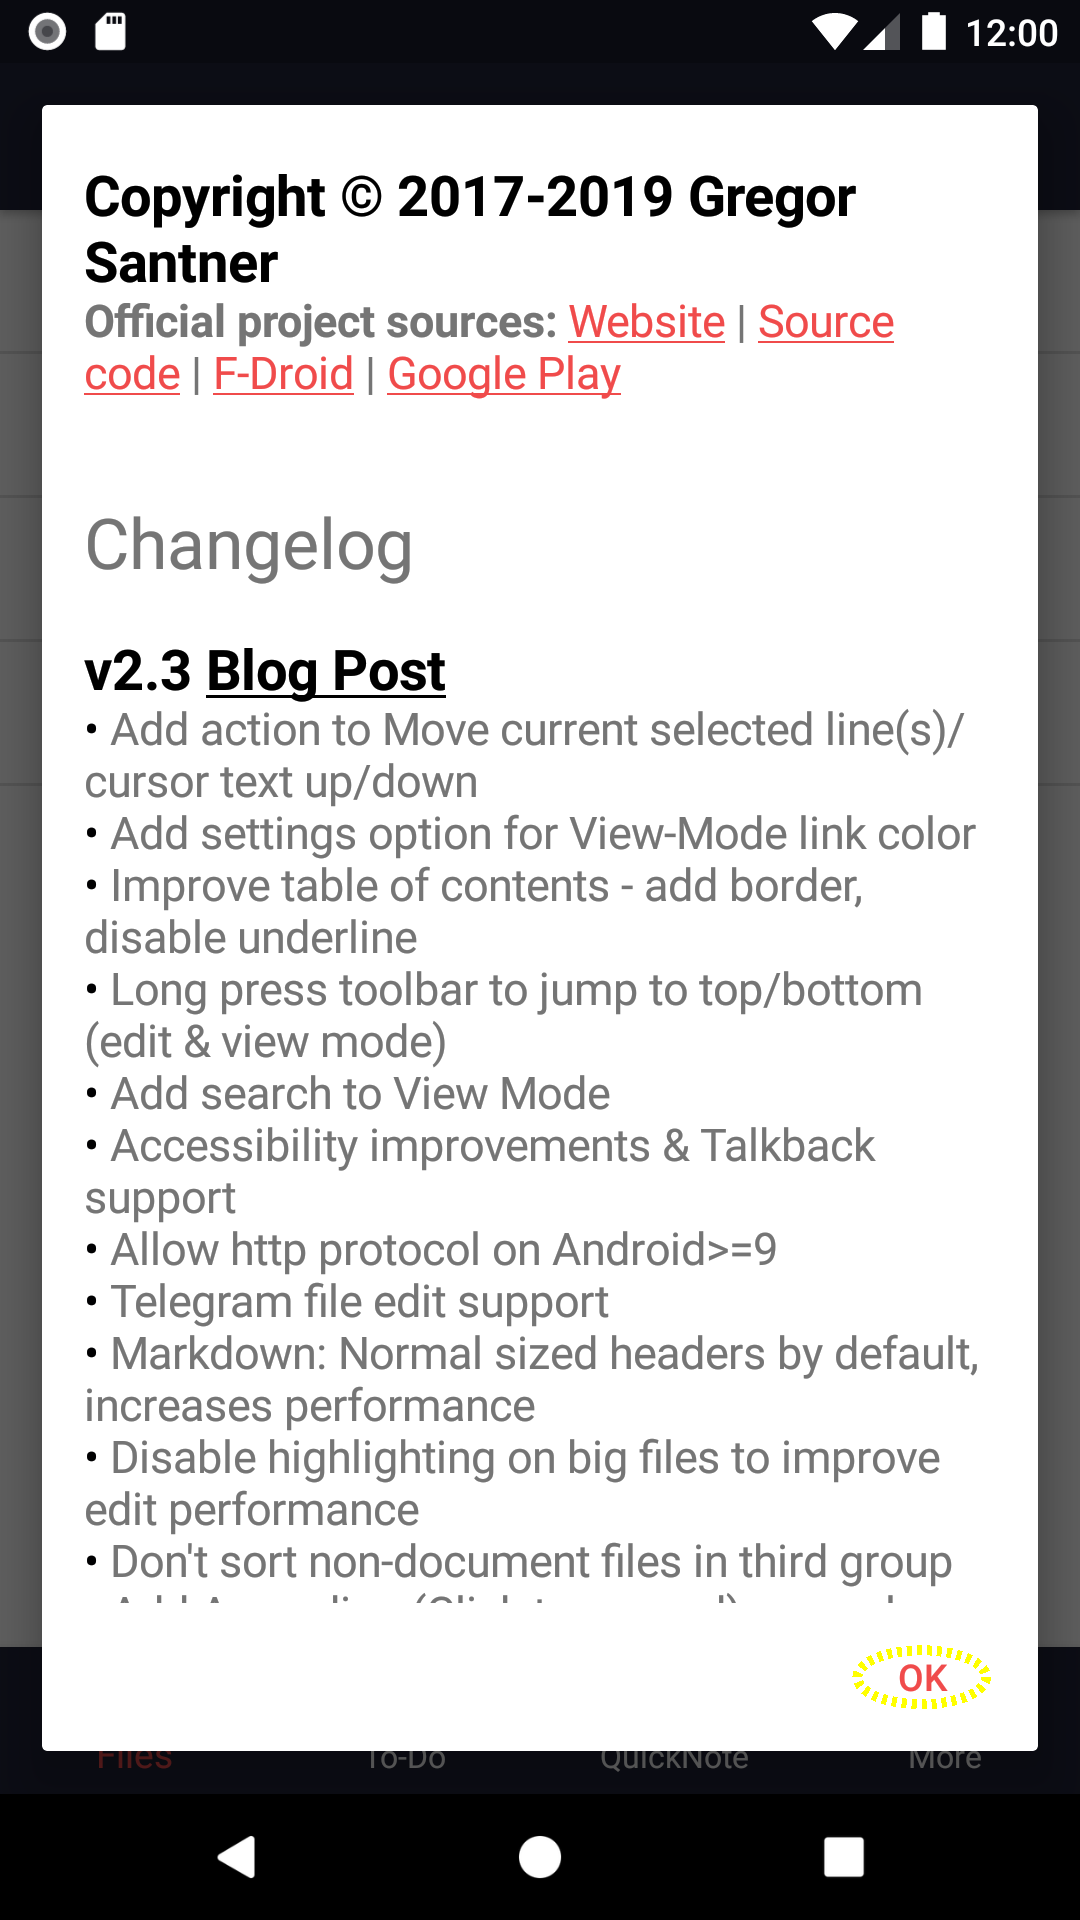 12:00
Copyright © 2017-2019 Gregor
Santner
Official project sources: Website | Source
code | F-Droid | Google Play
Changelog
v2.3 Blog Post
• Add action to Move current selected line(s)/
cursor text up/down
• Add settings option for View-Mode link color
• Improve table of contents - add border,
disable underline
• Long press toolbar to jump to top/bottom
(edit & view mode)
• Add search to View Mode
• Accessibility improvements & Talkback
support
• Allow http protocol on Android>=9
• Telegram file edit support
• Markdown: Normal sized headers by default,
increases performance
• Disable highlighting on big files to improve
edit performance
• Don't sort non-document files in third group
OK
Files To-Do QuickNote More